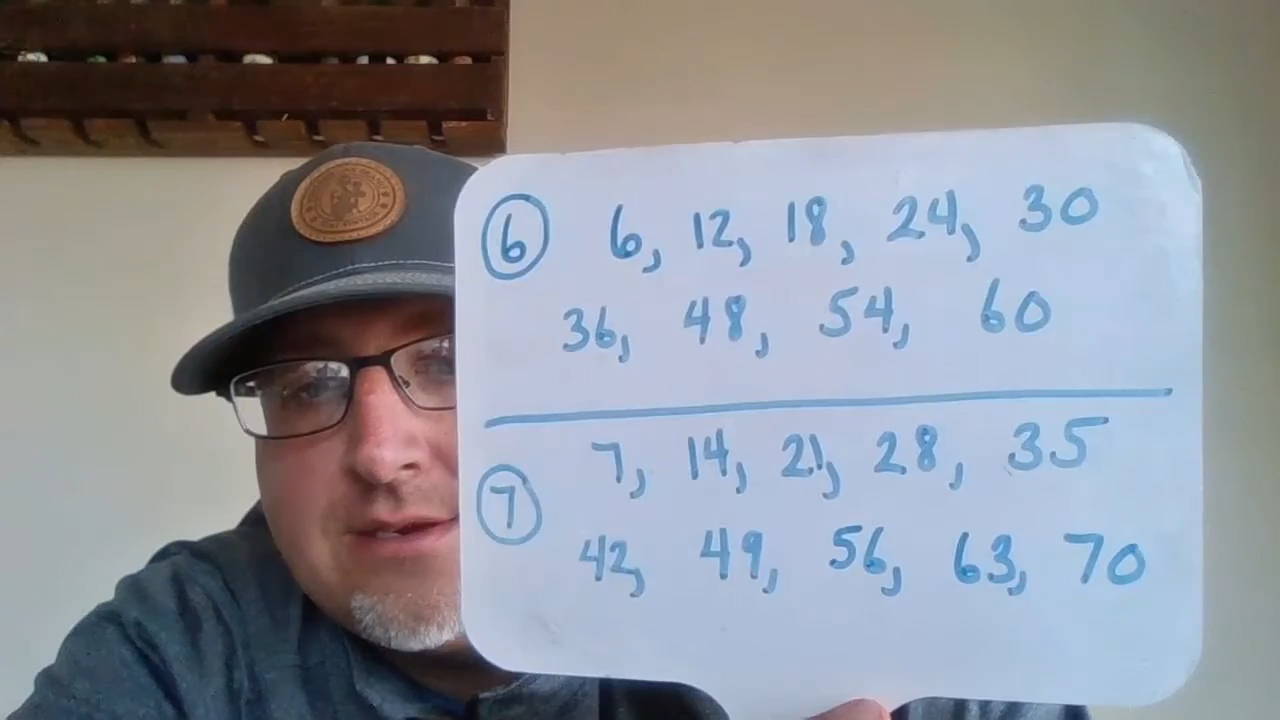 6 6, 12, 18, 24, 30
36, 48, 54, 60
7 7, 14, 21, 28, 35
42, 49, 56, 63, 70